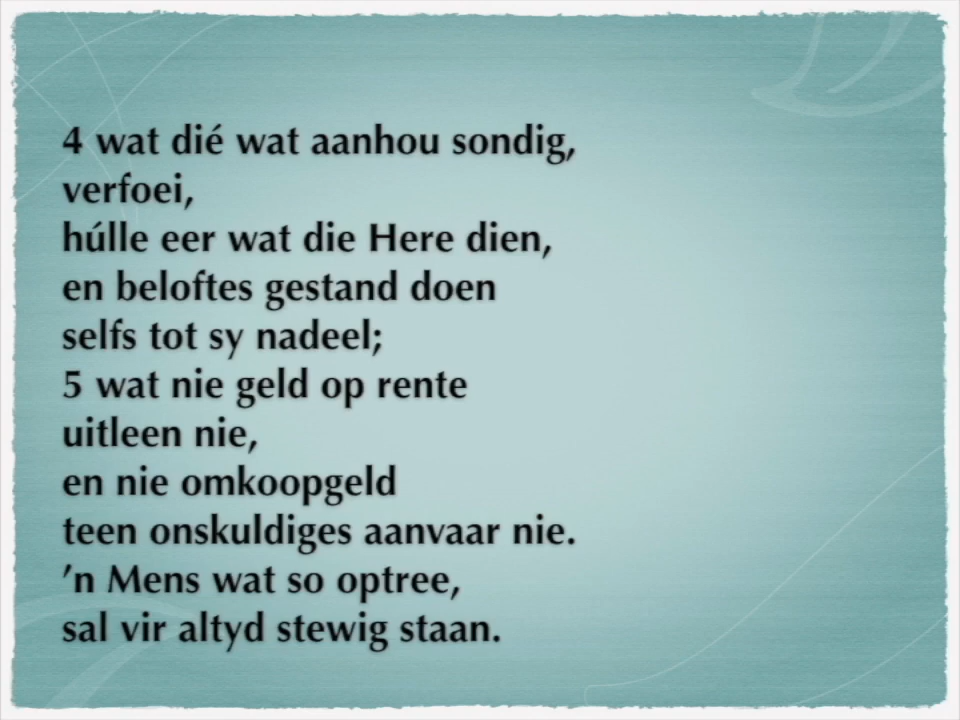 4 wat dié wat aanhou sondig,
verfoei,
húlle eer wat die Here dien,
en beloftes gestand doen
selfs tot sy nadeel;
5 wat nie geld op rente
uitleen nie,
en nie omkoopgeld
teen onskuldiges aanvaar nie.
’n Mens wat so optree,
sal vir altyd stewig staan.